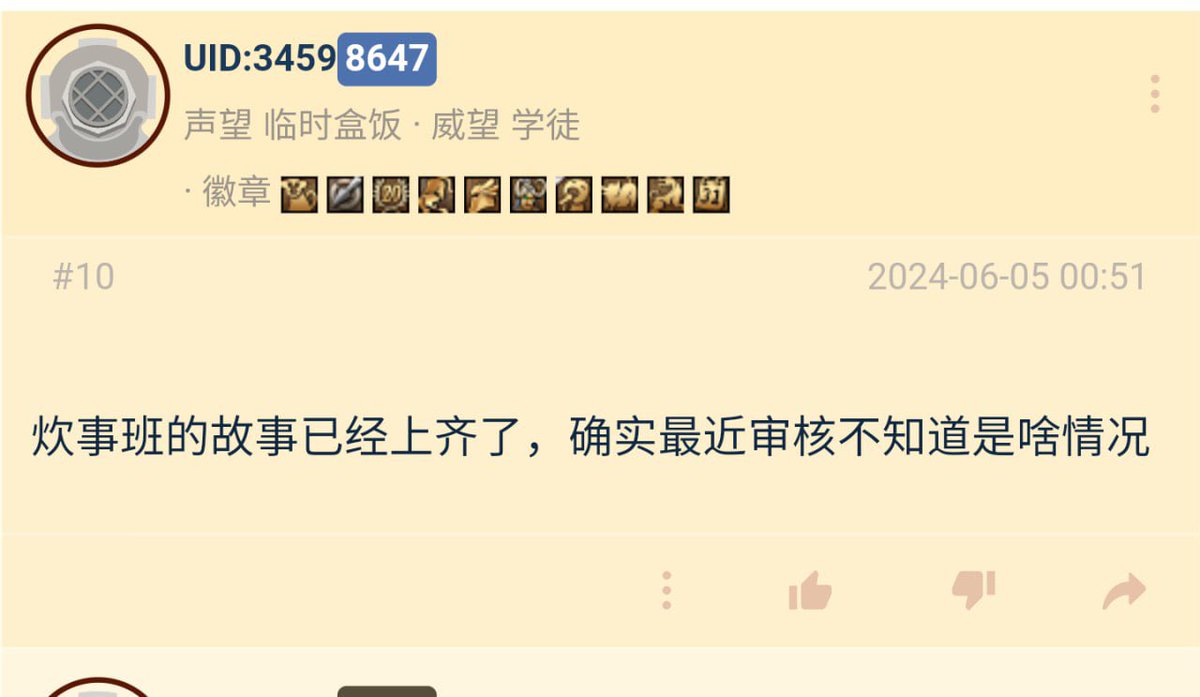 UID:34598647
声望 临时盒饭 · 威望 学徒
· 徽章
#10
2024-06-05 00:51
炊事班的故事已经上齐了，确实最近审核不知道是啥情况